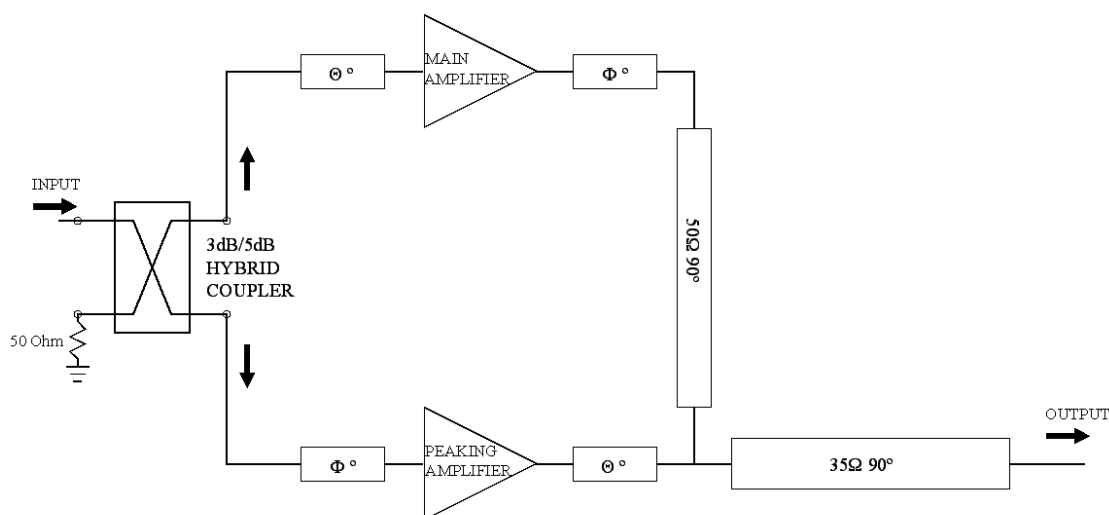 Θ °
MAIN
AMPLIFIER
Φ °
INPUT
3dB/5dB
HYBRID
COUPLER
50Ω 90°
50 Ohm
Φ °
PEAKING
AMPLIFIER
Θ °
35Ω 90°
OUTPUT